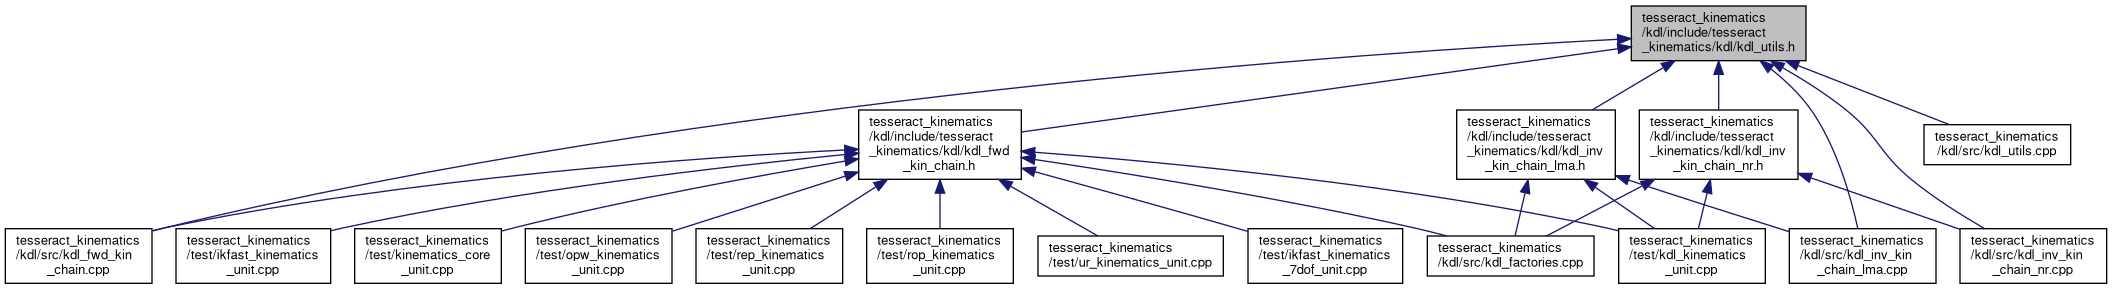 tesseract_kinematics
/kdl/include/tesseract
_kinematics/kdl/kdl_utils.h
tesseract_kinematics
/kdl/include/tesseract
_kinematics/kdl/kdl_fwd
_kin_chain.h
tesseract_kinematics
/kdl/include/tesseract
_kinematics/kdl/kdl_inv
_kin_chain_lma.h
tesseract_kinematics
/kdl/include/tesseract
_kinematics/kdl/kdl_inv
_kin_chain_nr.h
tesseract_kinematics
/kdl/src/kdl_utils.cpp
tesseract_kinematics
/kdl/src/kdl_fwd_kin
_chain.cpp
tesseract_kinematics
/test/ikfast_kinematics
_unit.cpp
tesseract_kinematics
/test/kinematics_core
_unit.cpp
tesseract_kinematics
/test/opw_kinematics
_unit.cpp
tesseract_kinematics
/test/rep_kinematics
_unit.cpp
tesseract_kinematics
/test/rop_kinematics
_unit.cpp
tesseract_kinematics
/test/ur_kinematics_unit.cpp
tesseract_kinematics
/test/ikfast_kinematics
_7dof_unit.cpp
tesseract_kinematics
/kdl/src/kdl_factories.cpp
tesseract_kinematics
/test/kdl_kinematics
_unit.cpp
tesseract_kinematics
/kdl/src/kdl_inv_kin
_chain_lma.cpp
tesseract_kinematics
/kdl/src/kdl_inv_kin
_chain_nr.cpp